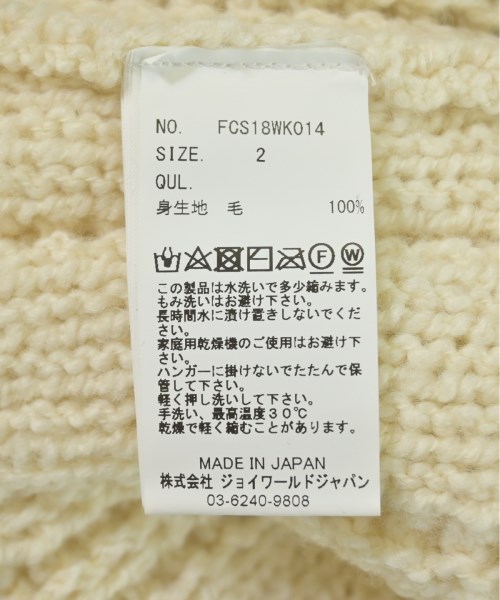 NO. FCS18WK014
SIZE. 2
QUL.
身生地 毛 100%
F W
この製品は水洗いで多少縮みます。
もみ洗いはお避け下さい。
長時間水に漬け置きしないでくだ
さい。
家庭用乾燥機のご使用はお避け下
さい。
ハンガーに掛けないでたたんで保
管して下さい。
軽く押し洗いして下さい。
手洗い、最高温度30℃
乾燥で軽く縮むことがあります。
MADE IN JAPAN
株式会社 ジョイワールドジャパン
03-6240-9808